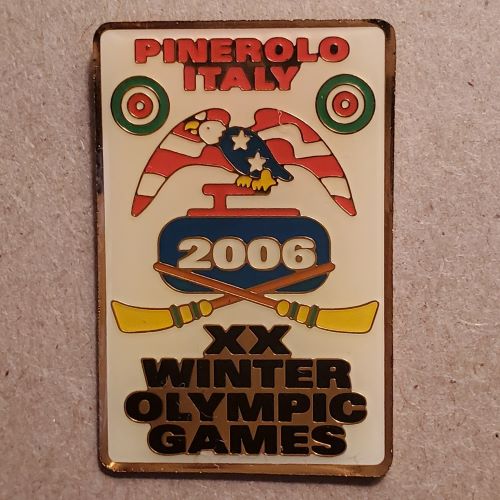 PINEROLO
ITALY
2006
XX
WINTER
OLYMPIC
GAMES